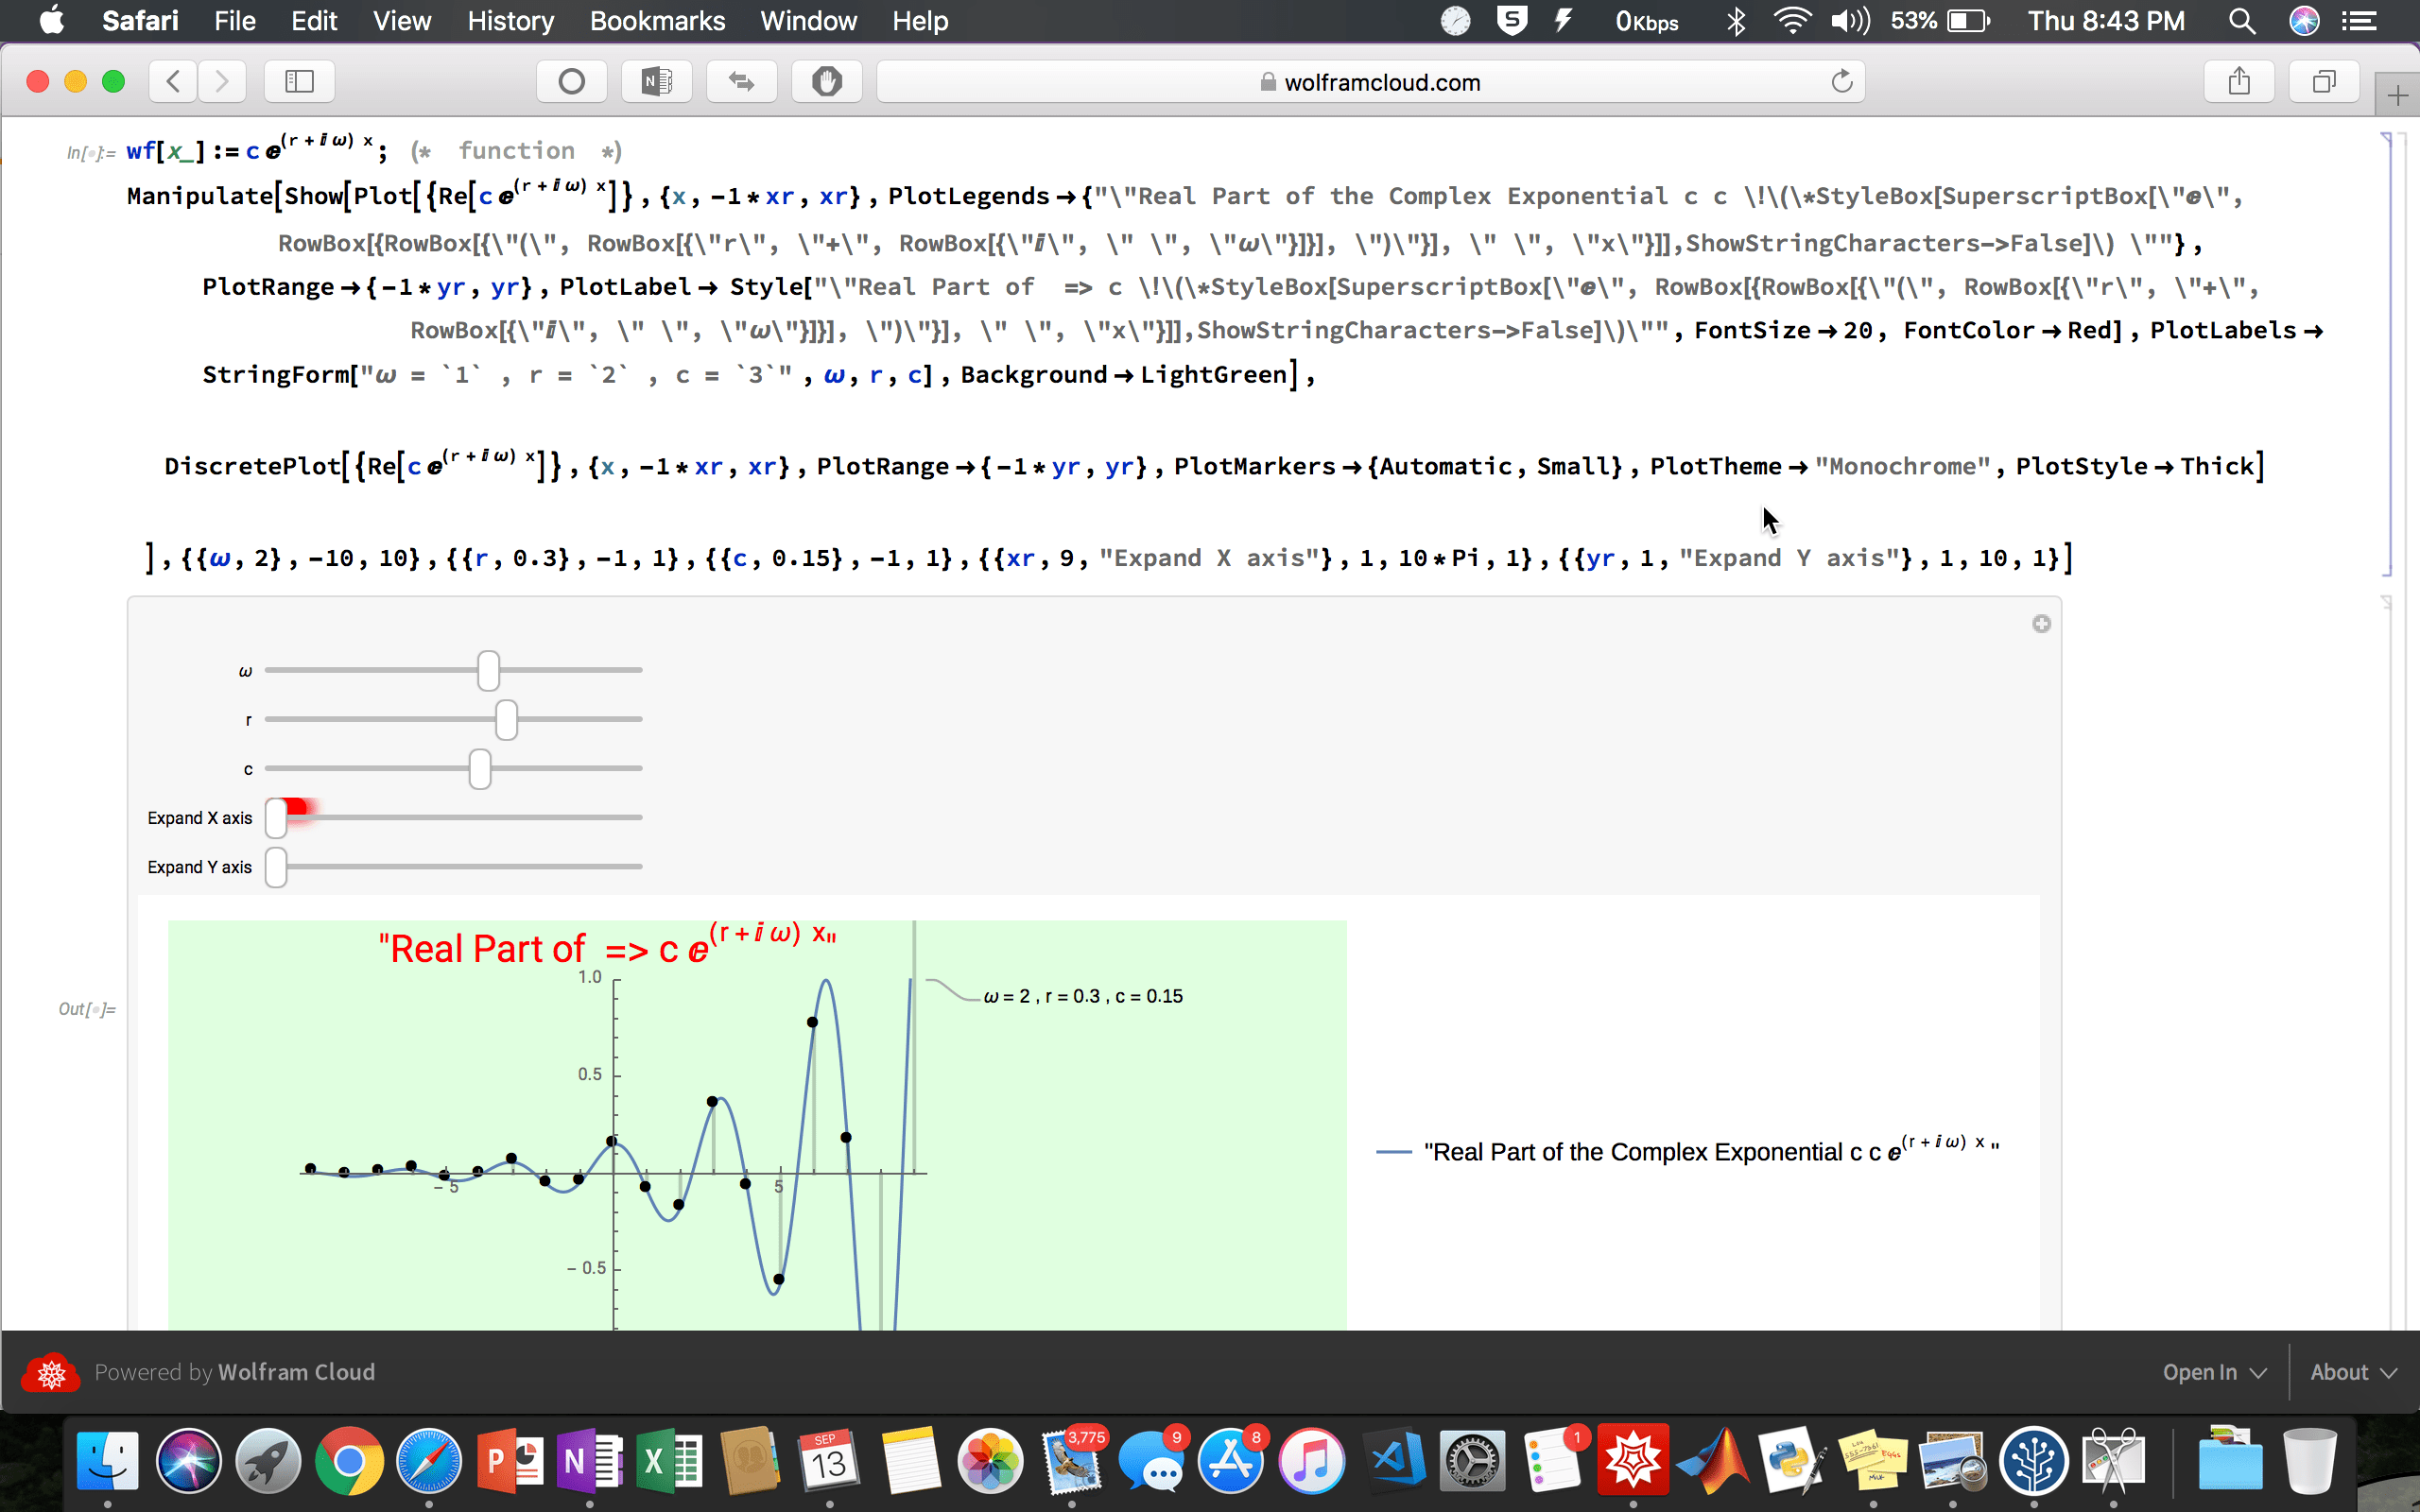 Safari File Edit View History Bookmarks Window Help S 0Kbps 53% Thu 8:43 PM
N wolframcloud.com
In[•]:= wf[x_] := c ⅇ^(r + ⅈ ω) x; (* function *)
Manipulate[Show[Plot[{Re[c ⅇ^(r + ⅈ ω) x]}, {x, -1 * xr, xr}, PlotLegends → {"\"Real Part of the Complex Exponential c c \!\(\*StyleBox[SuperscriptBox[\"ⅇ\",
RowBox[{RowBox[{\"(\", RowBox[{\"r\", \"+\", RowBox[{\"ⅈ\", \" \", \"ω\"}]}], \")\"}], \" \", \"x\"}]],ShowStringCharacters->False]\) \""},
PlotRange → {-1 * yr, yr}, PlotLabel → Style["\"Real Part of => c \!\(\*StyleBox[SuperscriptBox[\"ⅇ\", RowBox[{RowBox[{\"(\", RowBox[{\"r\", \"+\",
RowBox[{\"ⅈ\", \" \", \"ω\"}]}], \")\"}], \" \", \"x\"}]],ShowStringCharacters->False]\)\"", FontSize → 20, FontColor → Red], PlotLabels →
StringForm["ω = `1` , r = `2` , c = `3`" , ω, r, c], Background → LightGreen],
DiscretePlot[{Re[c ⅇ^(r + ⅈ ω) x]}, {x, -1 * xr, xr}, PlotRange → {-1 * yr, yr}, PlotMarkers → {Automatic, Small}, PlotTheme → "Monochrome", PlotStyle → Thick]
], {{ω, 2}, -10, 10}, {{r, 0.3}, -1, 1}, {{c, 0.15}, -1, 1}, {{xr, 9, "Expand X axis"}, 1, 10 * Pi, 1}, {{yr, 1, "Expand Y axis"}, 1, 10, 1}]
ω
r
c
Expand X axis
Expand Y axis
Out[•]=
"Real Part of => c ⅇ^(r + ⅈ ω) x"
1.0
ω = 2 , r = 0.3 , c = 0.15
0.5
"Real Part of the Complex Exponential c c ⅇ^(r + ⅈ ω) x "
- 5 5
- 0.5
Powered by Wolfram Cloud Open In About
P N X SEP 13 3,775 9 8 1